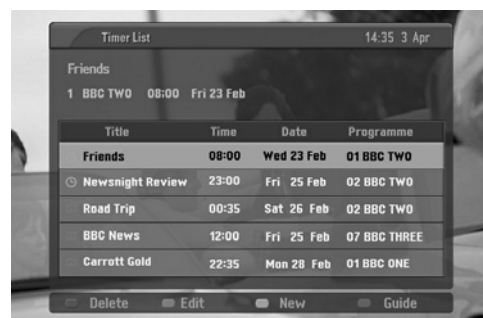 Timer List 14:35 3 Apr
Friends
1 BBC TWO 08:00 Fri 23 Feb
Title Time Date Programme
Friends 08:00 Wed 23 Feb 01 BBC TWO
Newsnight Review 23:00 Fri 25 Feb 02 BBC TWO
Road Trip 00:35 Sat 26 Feb 02 BBC TWO
BBC News 12:00 Fri 25 Feb 07 BBC THREE
Carrott Gold 22:35 Mon 28 Feb 01 BBC ONE
Delete Edit New Guide